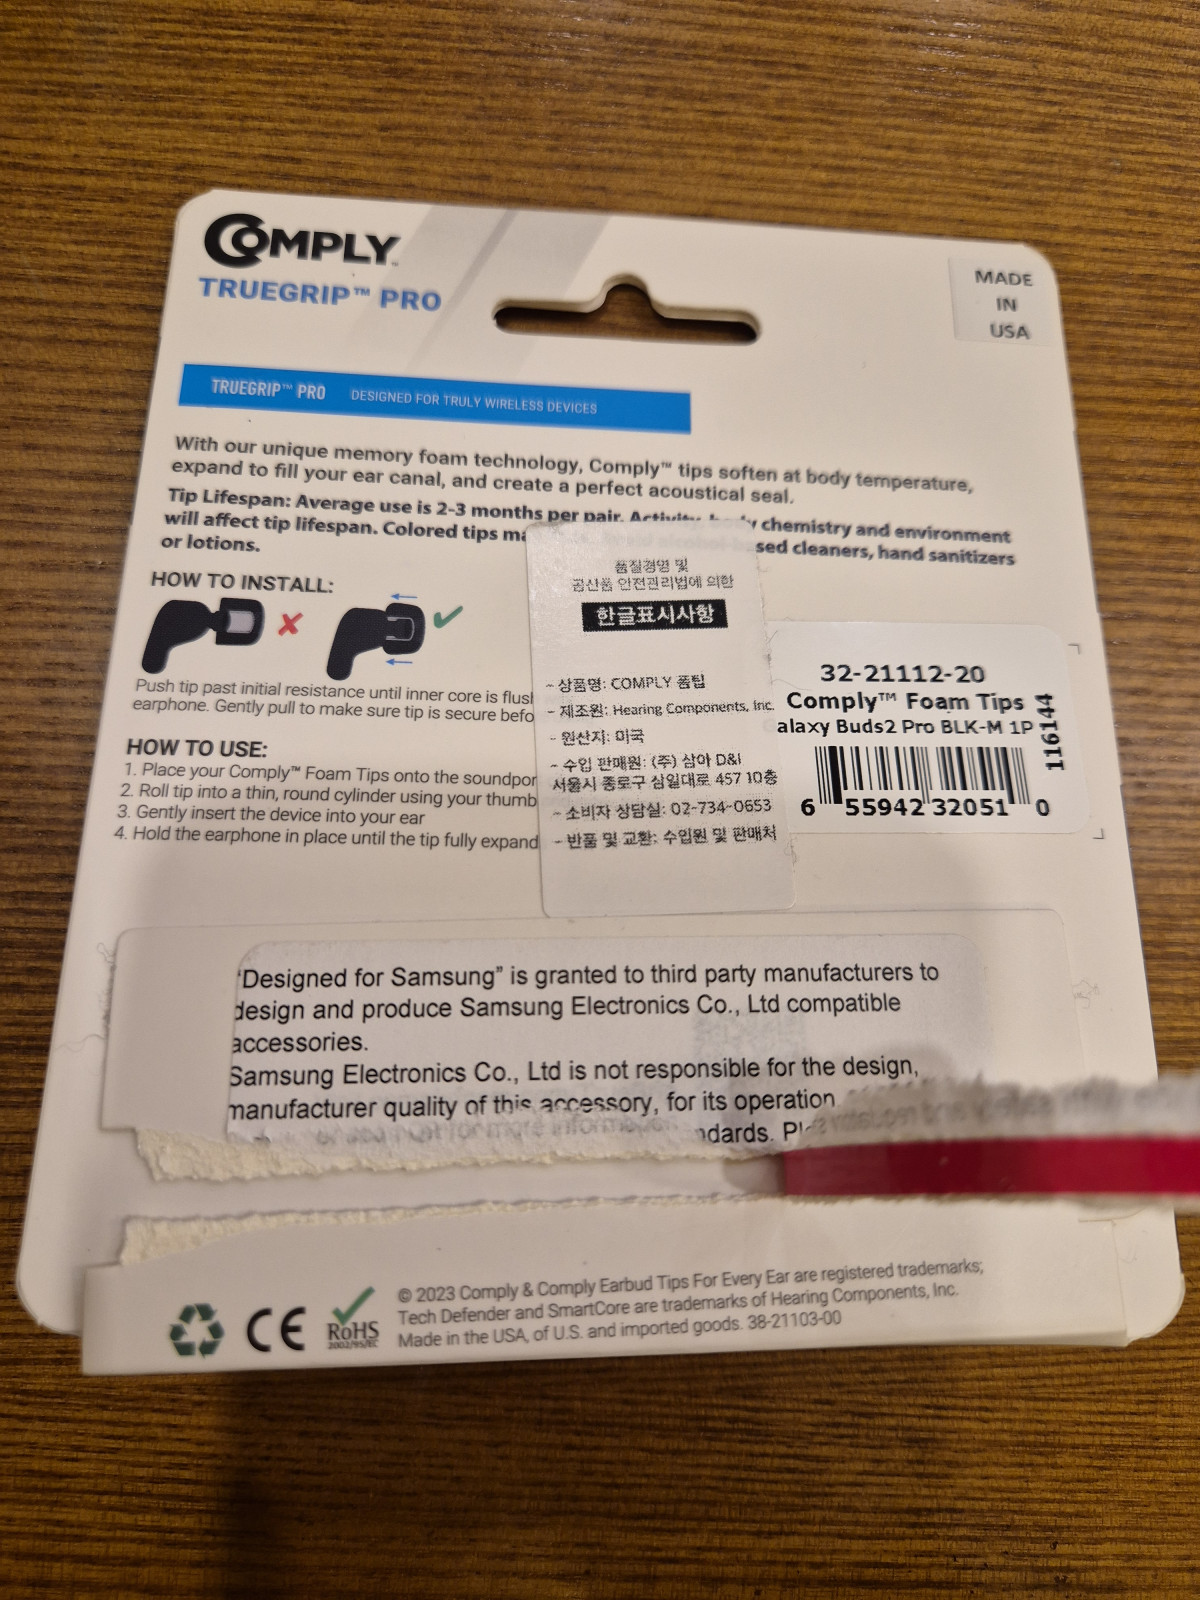 COMPLY™
TRUEGRIP™ PRO
MADE
IN
USA
TRUEGRIP™ PRO DESIGNED FOR TRULY WIRELESS DEVICES
With our unique memory foam technology, Comply™ tips soften at body temperature,
expand to fill your ear canal, and create a perfect acoustical seal.
Tip Lifespan: Average use is 2-3 months per pair. Activity, body chemistry and environment
will affect tip lifespan. Colored tips sed cleaners, hand sanitizers
or lotions.
HOW TO INSTALL:
Push tip past initial resistance until inner core is flus
earphone. Gently pull to make sure tip is secure befo
HOW TO USE:
1. Place your Comply™ Foam Tips onto the soundpor
2. Roll tip into a thin, round cylinder using your thumb
3. Gently insert the device into your ear
4. Hold the earphone in place until the tip fully expand
품질경영 및
공산품 안전관리법에 의한
한글표시사항
- 상품명: COMPLY 폼팁
- 제조원: Hearing Components, Inc.
- 원산지: 미국
- 수입 판매원: (주) 삼아 D&I
서울시 종로구 삼일대로 457 10층
- 소비자 상담실: 02-734-0653
- 반품 및 교환: 수입원 및 판매처
32-21112-20
Comply™ Foam Tips
alaxy Buds2 Pro BLK-M 1P
116144
6 55942 32051 0
"Designed for Samsung" is granted to third party manufacturers to
design and produce Samsung Electronics Co., Ltd compatible
accessories.
Samsung Electronics Co., Ltd is not responsible for the design,
manufacturer quality of this accessory, for its operation
ndards.
for more information
CE
RoHS
2002/95/EC
© 2023 Comply & Comply Earbud Tips For Every Ear are registered trademarks;
Tech Defender and SmartCore are trademarks of Hearing Components, Inc.
Made in the USA, of U.S. and imported goods. 38-21103-00